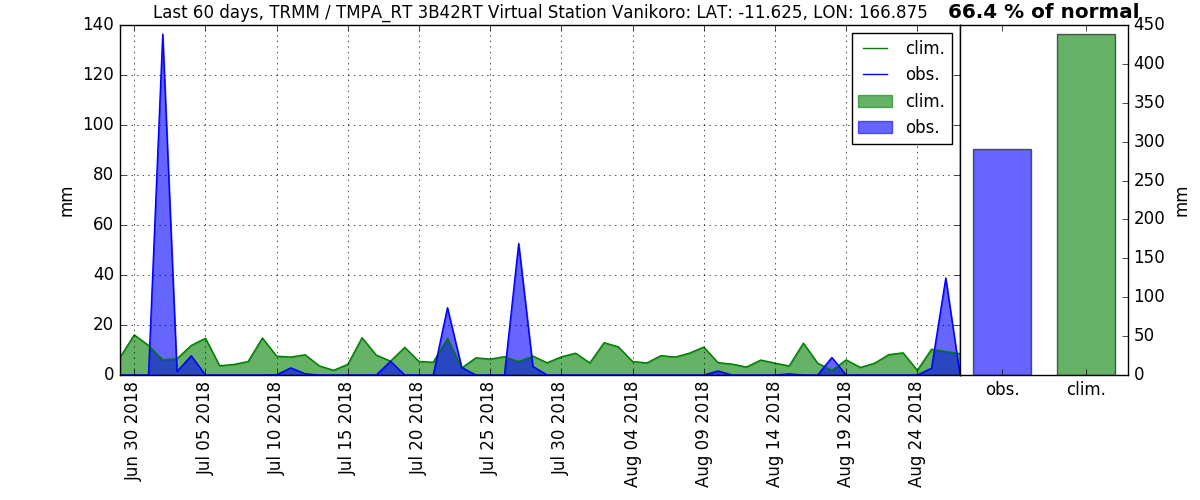 Last 60 days, TRMM / TMPA_RT 3B42RT Virtual Station Vanikoro: LAT: -11.625, LON: 166.875
66.4 % of normal
140
120
100
80
60
40
20
0
mm
clim.
obs.
clim.
obs.
Jun 30 2018
Jul 05 2018
Jul 10 2018
Jul 15 2018
Jul 20 2018
Jul 25 2018
Jul 30 2018
Aug 04 2018
Aug 09 2018
Aug 14 2018
Aug 19 2018
Aug 24 2018
450
400
350
300
250
200
150
100
50
0
mm
obs.
clim.